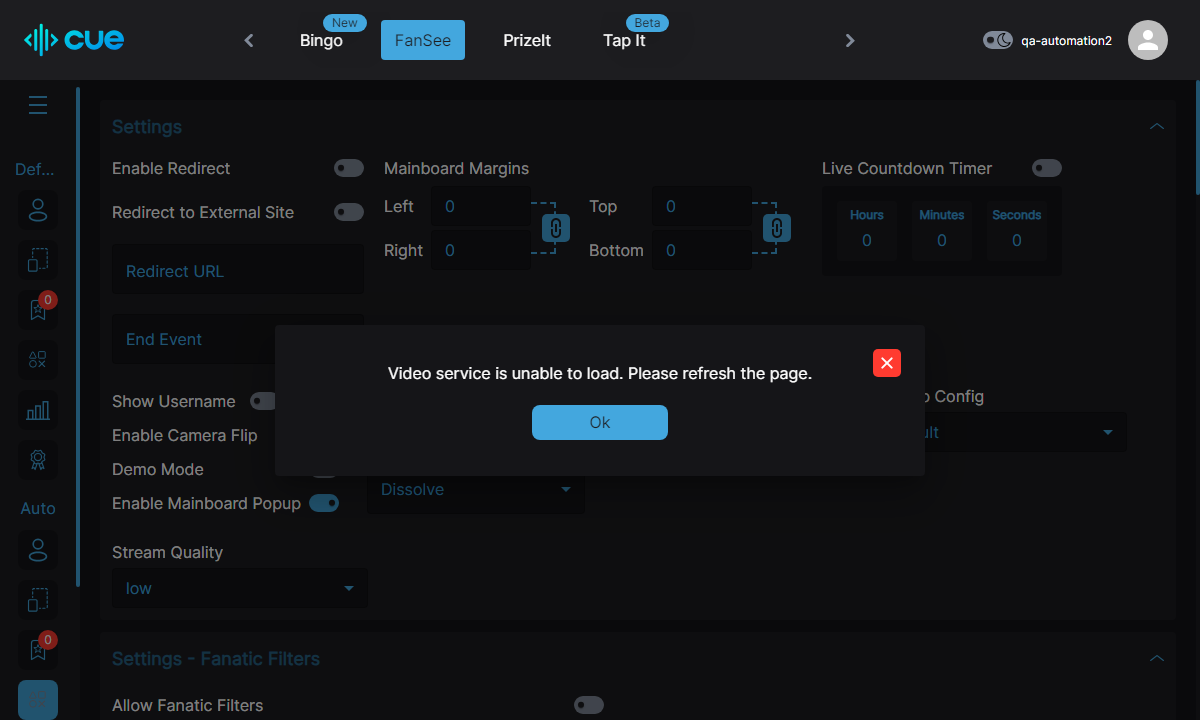 cue
New
Bingo
FanSee
PrizeIt
Beta
Tap It
qa-automation2
Def...
0
Auto
0
Settings
Enable Redirect
Redirect to External Site
Redirect URL
End Event
Mainboard Margins
Left 0
Right 0
Top 0
Bottom 0
Live Countdown Timer
Hours Minutes Seconds
0 0 0
Video service is unable to load. Please refresh the page.
Ok
Show Username
Enable Camera Flip
Demo Mode
Enable Mainboard Popup
Dissolve
Config
Stream Quality
low
Settings - Fanatic Filters
Allow Fanatic Filters